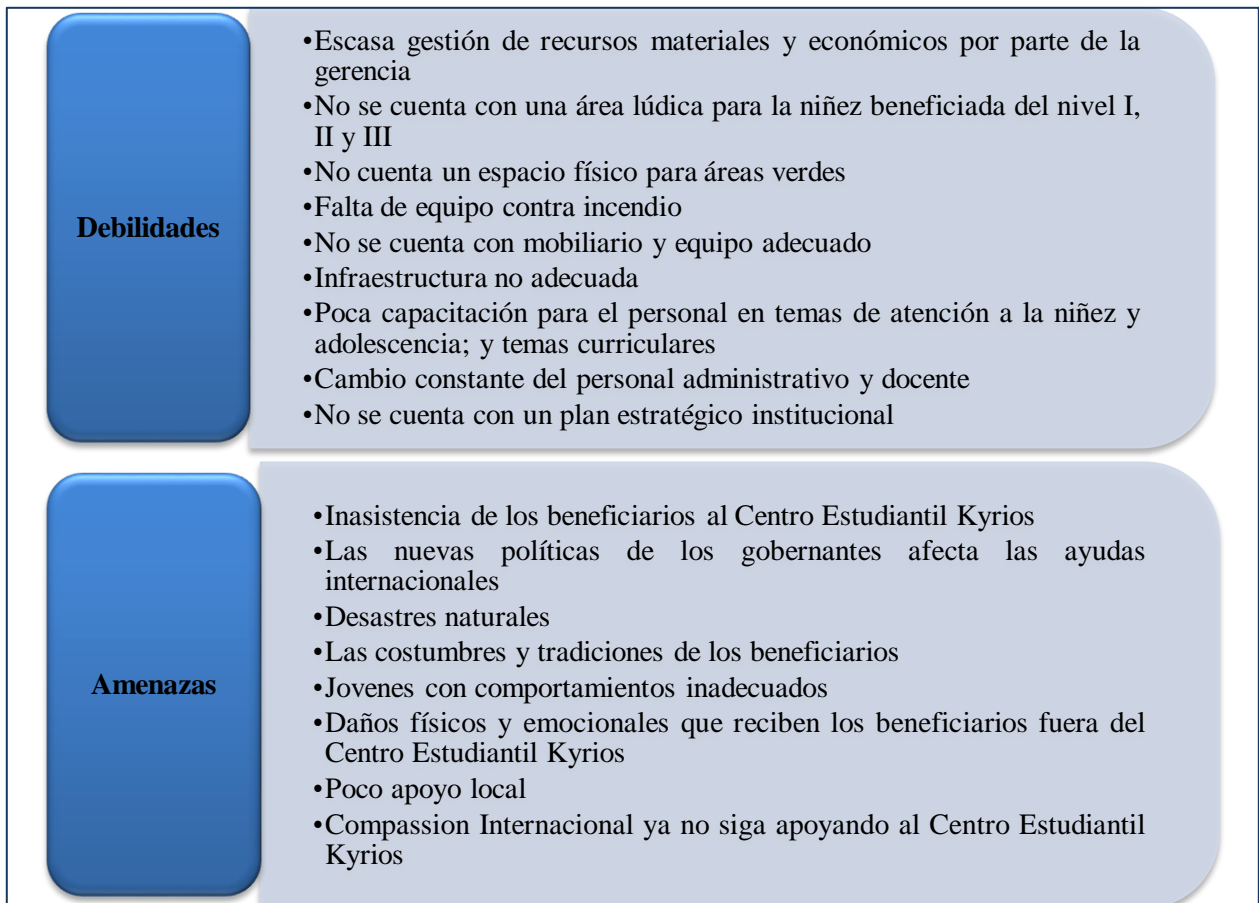 Debilidades
•Escasa gestión de recursos materiales y económicos por parte de la
gerencia
•No se cuenta con una área lúdica para la niñez beneficiada del nivel I,
II y III
•No cuenta un espacio físico para áreas verdes
•Falta de equipo contra incendio
•No se cuenta con mobiliario y equipo adecuado
•Infraestructura no adecuada
•Poca capacitación para el personal en temas de atención a la niñez y
adolescencia; y temas curriculares
•Cambio constante del personal administrativo y docente
•No se cuenta con un plan estratégico institucional
Amenazas
•Inasistencia de los beneficiarios al Centro Estudiantil Kyrios
•Las nuevas políticas de los gobernantes afecta las ayudas
internacionales
•Desastres naturales
•Las costumbres y tradiciones de los beneficiarios
•Jovenes con comportamientos inadecuados
•Daños físicos y emocionales que reciben los beneficiarios fuera del
Centro Estudiantil Kyrios
•Poco apoyo local
•Compassion Internacional ya no siga apoyando al Centro Estudiantil
Kyrios